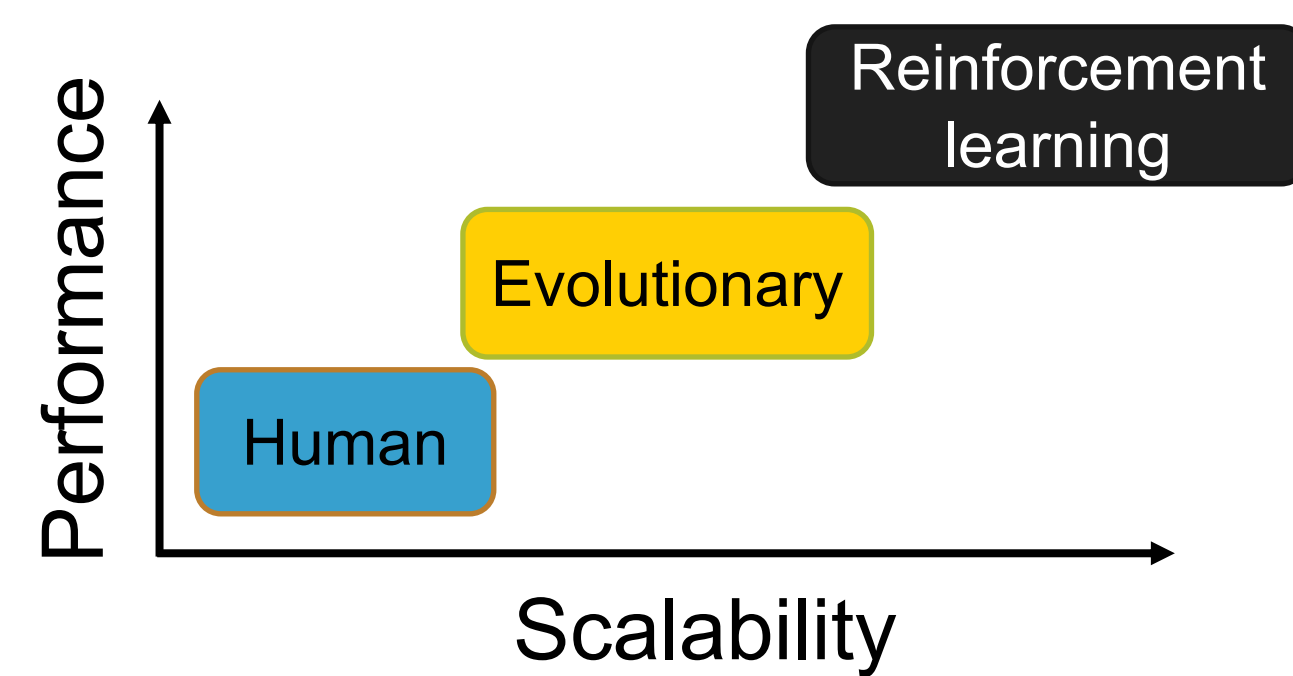 Performance
Reinforcement
learning
Evolutionary
Human
Scalability